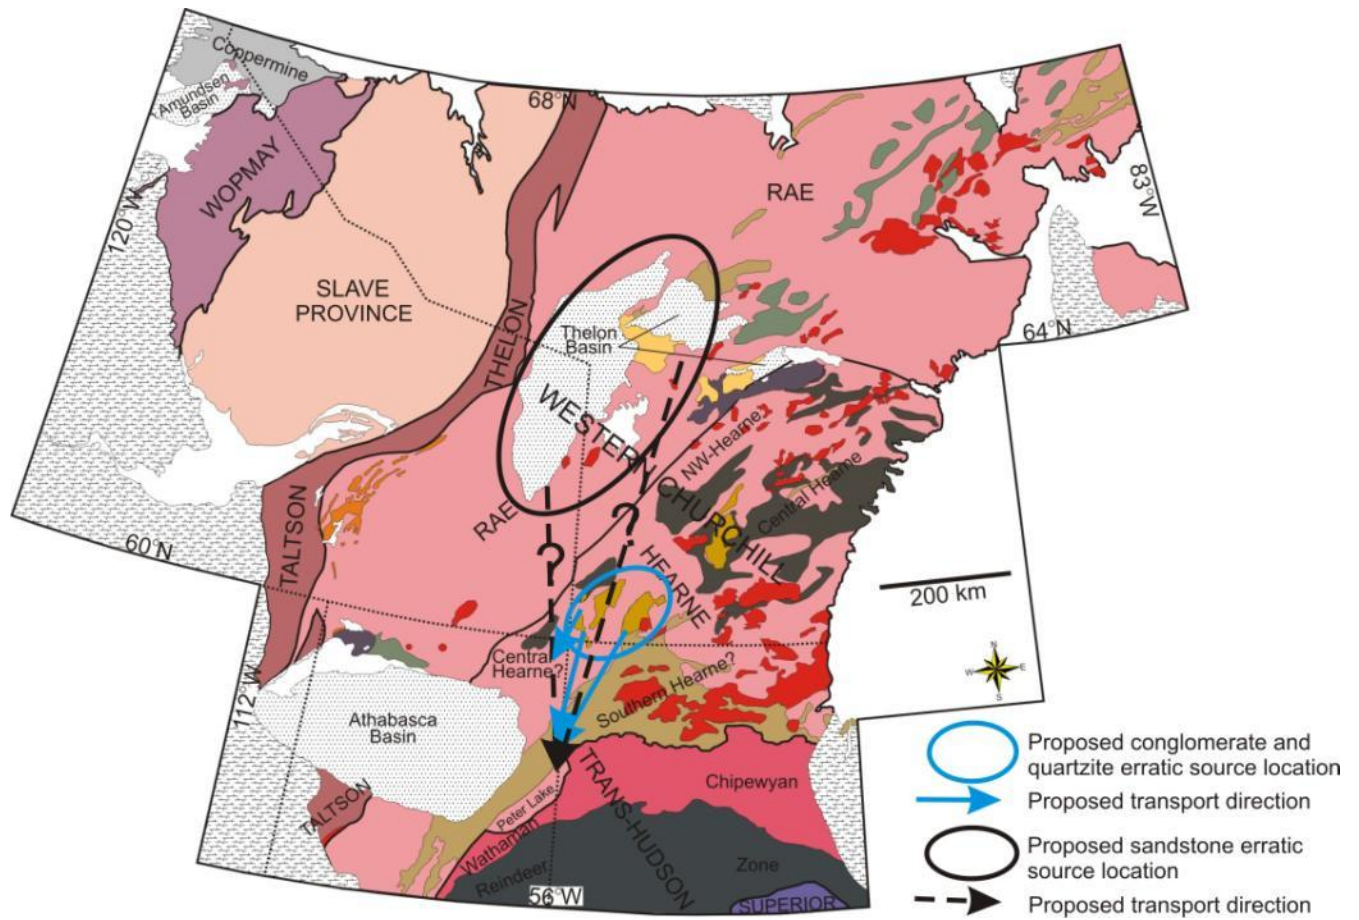 Coppermine
Amundsen
Basin
68°N
WOPMAY
120°W
RAE
83°W
SLAVE
PROVINCE
THELON
Thelon
Basin
64°N
WESTERN CHURCHILL
NW-Hearne
Central Hearne
RAE
?
?
60°N
TALTSON
HEARNE
200 km
Central
Hearne?
Southern Hearne?
N
W
E
S
112°W
Athabasca
Basin
TALTSON
Peter Lake
TRANS-HUDSON
Chipewyan
Wathaman
Reindeer
Zone
56°W
SUPERIOR
Proposed conglomerate and
quartzite erratic source location
Proposed transport direction
Proposed sandstone erratic
source location
Proposed transport direction